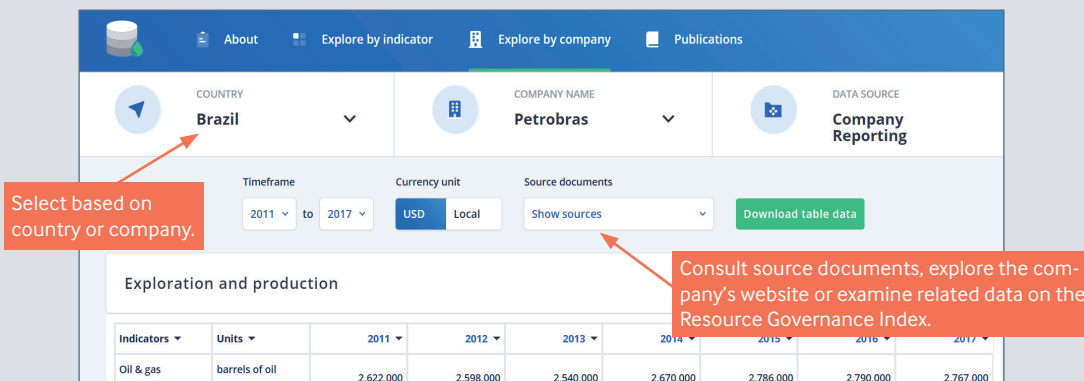 About Explore by indicator Explore by company Publications
COUNTRY COMPANY NAME DATA SOURCE
Brazil Petrobras Company
Reporting
Timeframe Currency unit Source documents
Select based on
country or company.
2011 to 2017 USD Local Show sources Download table data
Consult source documents, explore the com-
pany's website or examine related data on the
Resource Governance Index.
Exploration and production
Indicators Units 2011 2012 2013 2014 2015 2016 2017
Oil & gas barrels of oil
2,622,000 2,598,000 2,540,000 2,670,000 2,786,000 2,790,000 2,767,000